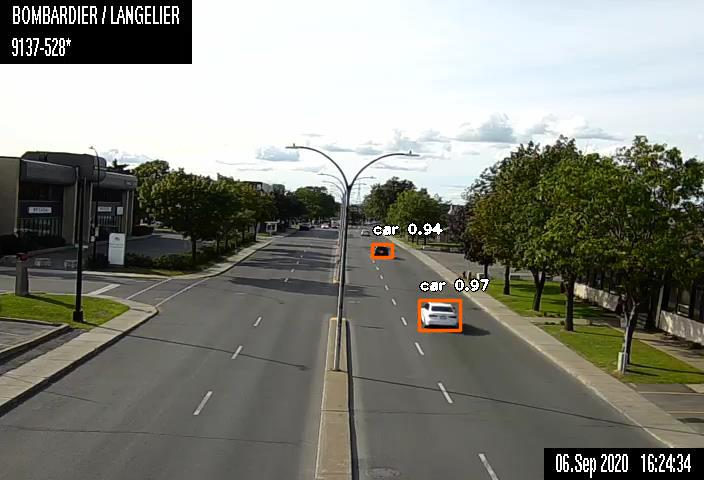 BOMBARDIER / LANGELIER
9137-528*
car 0.94
car 0.97
06.Sep 2020 16:24:34